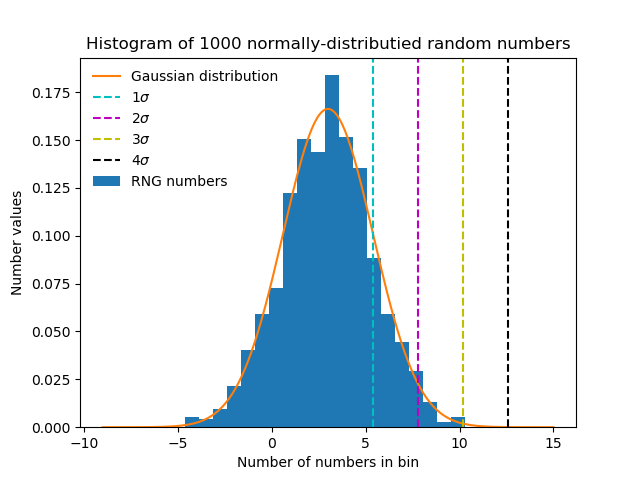 Histogram of 1000 normally-distributied random numbers
Gaussian distribution
1σ
2σ
3σ
4σ
RNG numbers
Number values
0.175
0.150
0.125
0.100
0.075
0.050
0.025
0.000
−10 −5 0 5 10 15
Number of numbers in bin